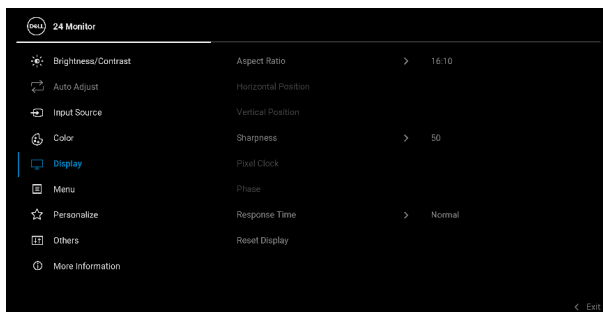 DELL 24 Monitor
Brightness/Contrast Aspect Ratio > 16:10
Auto Adjust Horizontal Position
Input Source Vertical Position
Color Sharpness > 50
Display Pixel Clock
Menu Phase
Personalize Response Time > Normal
Others Reset Display
More Information
< Exit